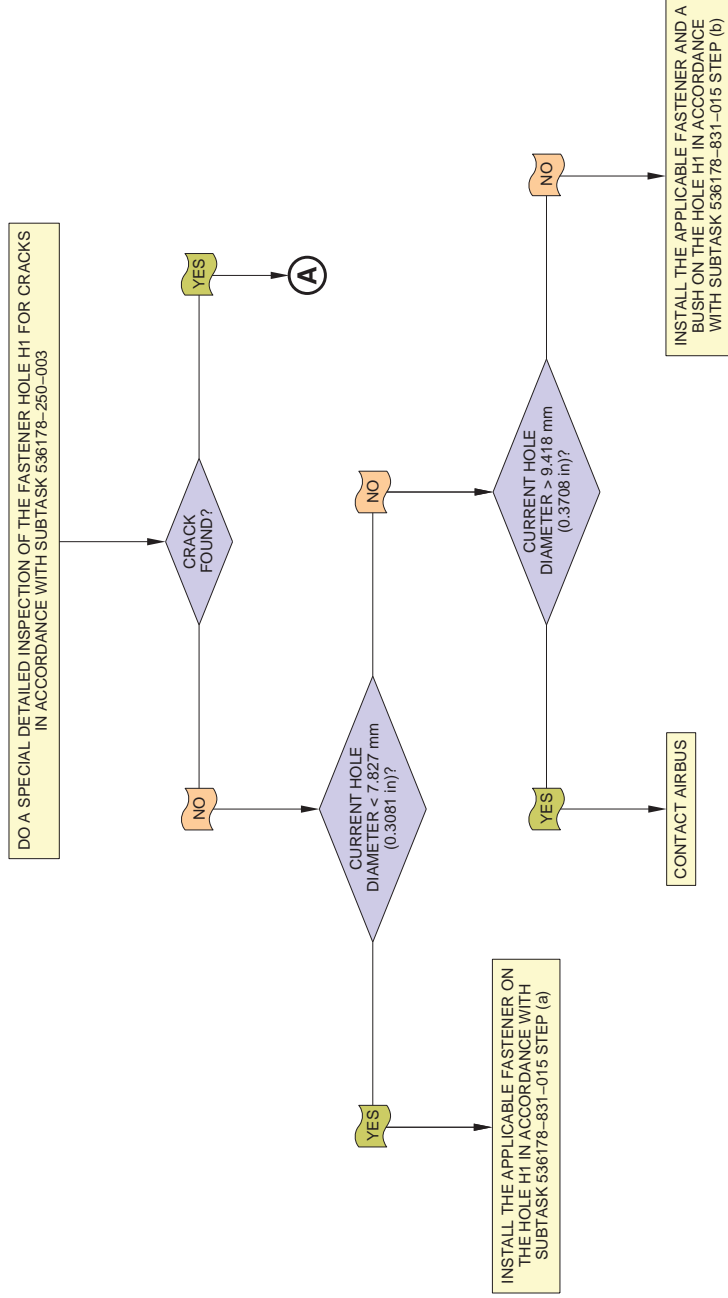 DO A SPECIAL DETAILED INSPECTION OF THE FASTENER HOLE H1 FOR CRACKS
IN ACCORDANCE WITH SUBTASK 536178–250–003
CRACK
FOUND?
NO
YES
A
CURRENT HOLE
DIAMETER < 7.827 mm
(0.3081 in)?
YES
NO
INSTALL THE APPLICABLE FASTENER ON
THE HOLE H1 IN ACCORDANCE WITH
SUBTASK 536178–831–015 STEP (a)
CURRENT HOLE
DIAMETER > 9.418 mm
(0.3708 in)?
YES
NO
CONTACT AIRBUS
INSTALL THE APPLICABLE FASTENER AND A
BUSH ON THE HOLE H1 IN ACCORDANCE
WITH SUBTASK 536178–831–015 STEP (b)